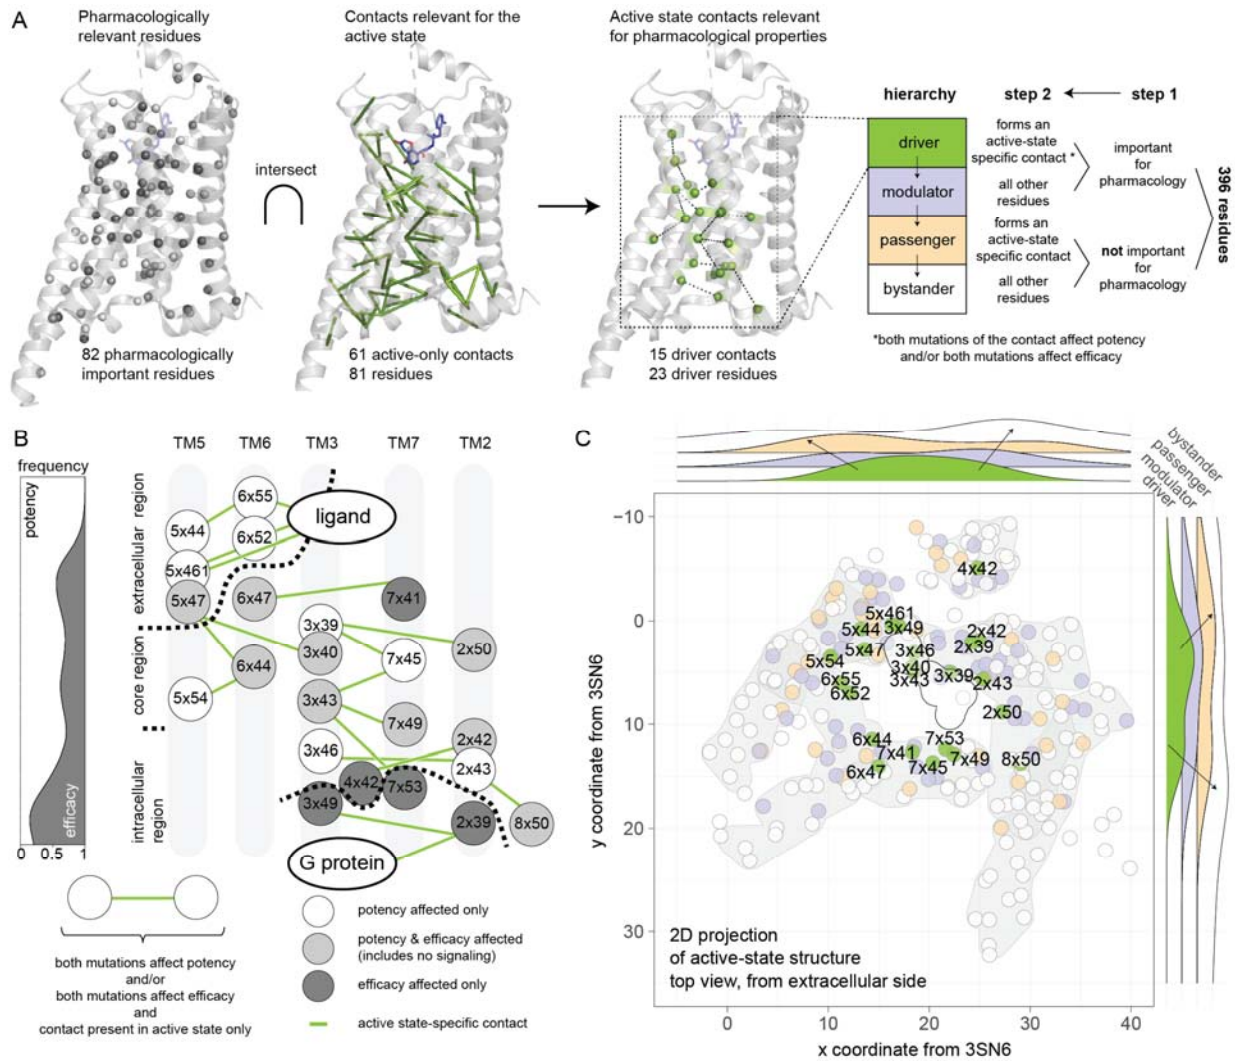 A
Pharmacologically
relevant residues
Contacts relevant for the
active state
Active state contacts relevant
for pharmacological properties
intersect
82 pharmacologically
important residues
61 active-only contacts
81 residues
15 driver contacts
23 driver residues
hierarchy
step 2
step 1
driver
modulator
passenger
bystander
forms an
active-state
specific contact *
all other
residues
forms an
active-state
specific contact
all other
residues
important
for
pharmacology
not important
for
pharmacology
396 residues
*both mutations of the contact affect potency
and/or both mutations affect efficacy
B
frequency
potency
efficacy
0 0.5 1
extracellular region
core region
intracellular
region
TM5 TM6 TM3 TM7 TM2
6x55
ligand
5x44
6x52
5x461
5x47
6x47
7x41
3x39
2x50
3x40
7x45
6x44
5x54
3x43
7x49
2x42
3x46
2x43
4x42
7x53
3x49
2x39
8x50
G protein
potency affected only
potency & efficacy affected
(includes no signaling)
efficacy affected only
active state-specific contact
both mutations affect potency
and/or
both mutations affect efficacy
and
contact present in active state only
C
bystander
passenger
modulator
driver
4x42
5x461
5x44
3x49
2x42
2x39
5x47
3x46
5x54
3x40
3x39
6x55
3x43
2x43
6x52
2x50
6x44
7x53
7x41
7x49
8x50
6x47
7x45
2D projection
of active-state structure
top view, from extracellular side
−10
0
10
20
30
y coordinate from 3SN6
0 10 20 30 40
x coordinate from 3SN6